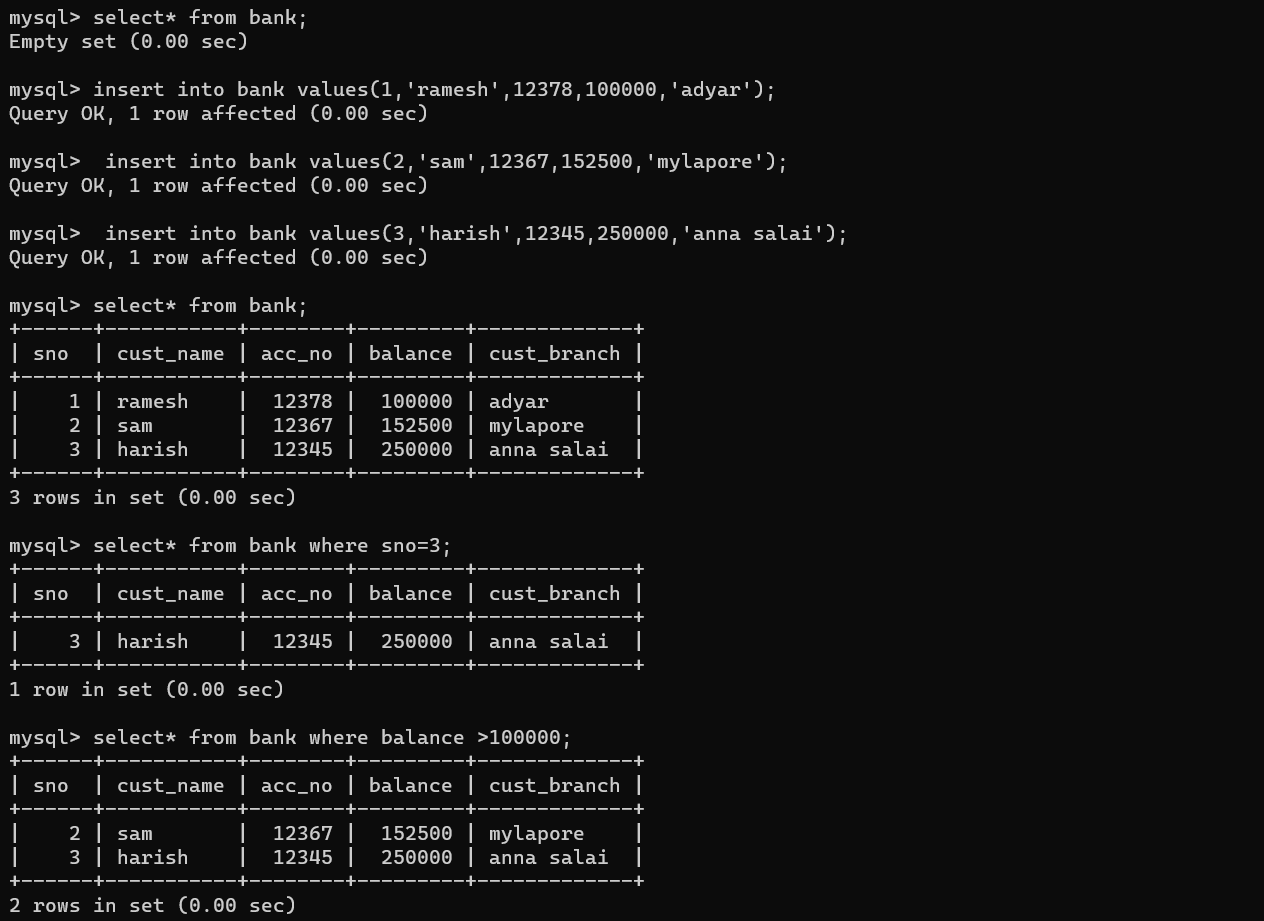 mysql> select* from bank;
Empty set (0.00 sec)

mysql> insert into bank values(1,'ramesh',12378,100000,'adyar');
Query OK, 1 row affected (0.00 sec)

mysql>  insert into bank values(2,'sam',12367,152500,'mylapore');
Query OK, 1 row affected (0.00 sec)

mysql>  insert into bank values(3,'harish',12345,250000,'anna salai');
Query OK, 1 row affected (0.00 sec)

mysql> select* from bank;
+------+-----------+--------+---------+-------------+
| sno  | cust_name | acc_no | balance | cust_branch |
+------+-----------+--------+---------+-------------+
|    1 | ramesh    |  12378 |  100000 | adyar       |
|    2 | sam       |  12367 |  152500 | mylapore    |
|    3 | harish    |  12345 |  250000 | anna salai  |
+------+-----------+--------+---------+-------------+
3 rows in set (0.00 sec)

mysql> select* from bank where sno=3;
+------+-----------+--------+---------+-------------+
| sno  | cust_name | acc_no | balance | cust_branch |
+------+-----------+--------+---------+-------------+
|    3 | harish    |  12345 |  250000 | anna salai  |
+------+-----------+--------+---------+-------------+
1 row in set (0.00 sec)

mysql> select* from bank where balance >100000;
+------+-----------+--------+---------+-------------+
| sno  | cust_name | acc_no | balance | cust_branch |
+------+-----------+--------+---------+-------------+
|    2 | sam       |  12367 |  152500 | mylapore    |
|    3 | harish    |  12345 |  250000 | anna salai  |
+------+-----------+--------+---------+-------------+
2 rows in set (0.00 sec)